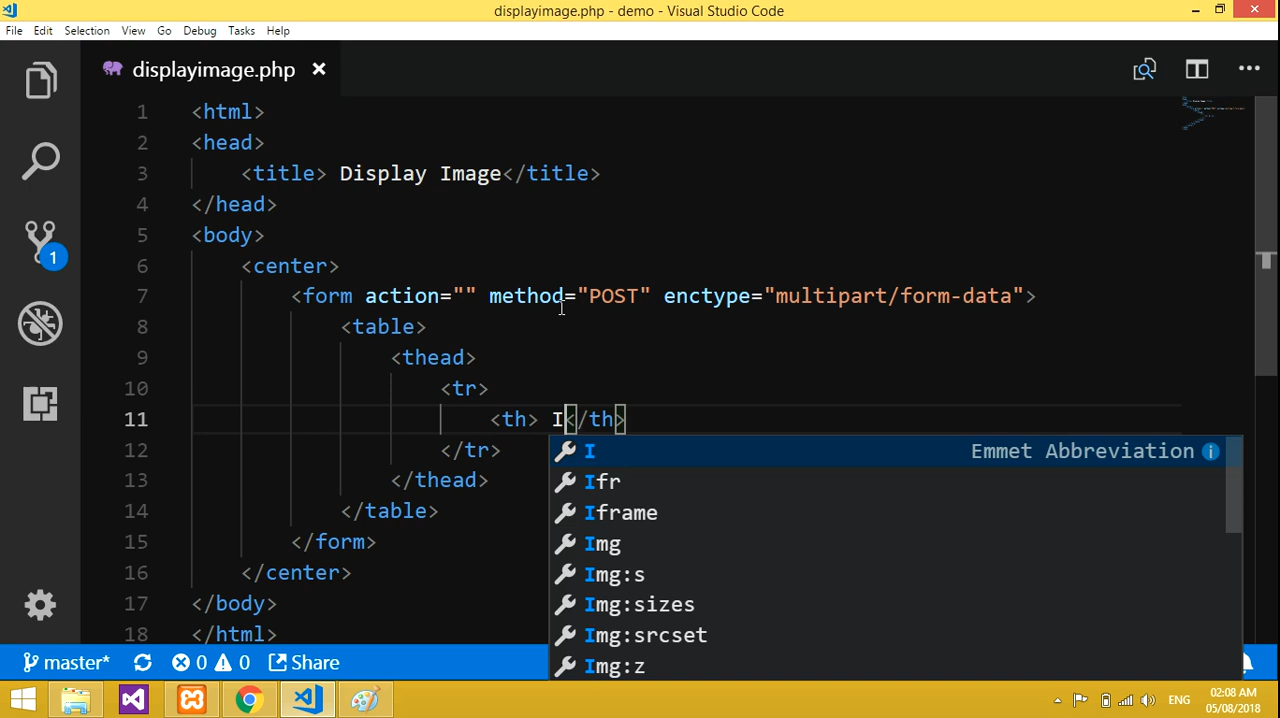 displayimage.php - demo - Visual Studio Code
File Edit Selection View Go Debug Tasks Help
displayimage.php
1 <html>
2 <head>
3 <title> Display Image</title>
4 </head>
5 <body>
6 <center>
7 <form action="" method="POST" enctype="multipart/form-data">
8 <table>
9 <thead>
10 <tr>
11 <th> I</th>
I Emmet Abbreviation
12 </tr>
Ifr
13 </thead>
Iframe
14 </table>
Img
15 </form>
Img:s
16 </center>
Img:sizes
17 </body>
Img:srcset
18 </html>
Img:z
1
master* 0 0 Share
ENG
02:08 AM
05/08/2018